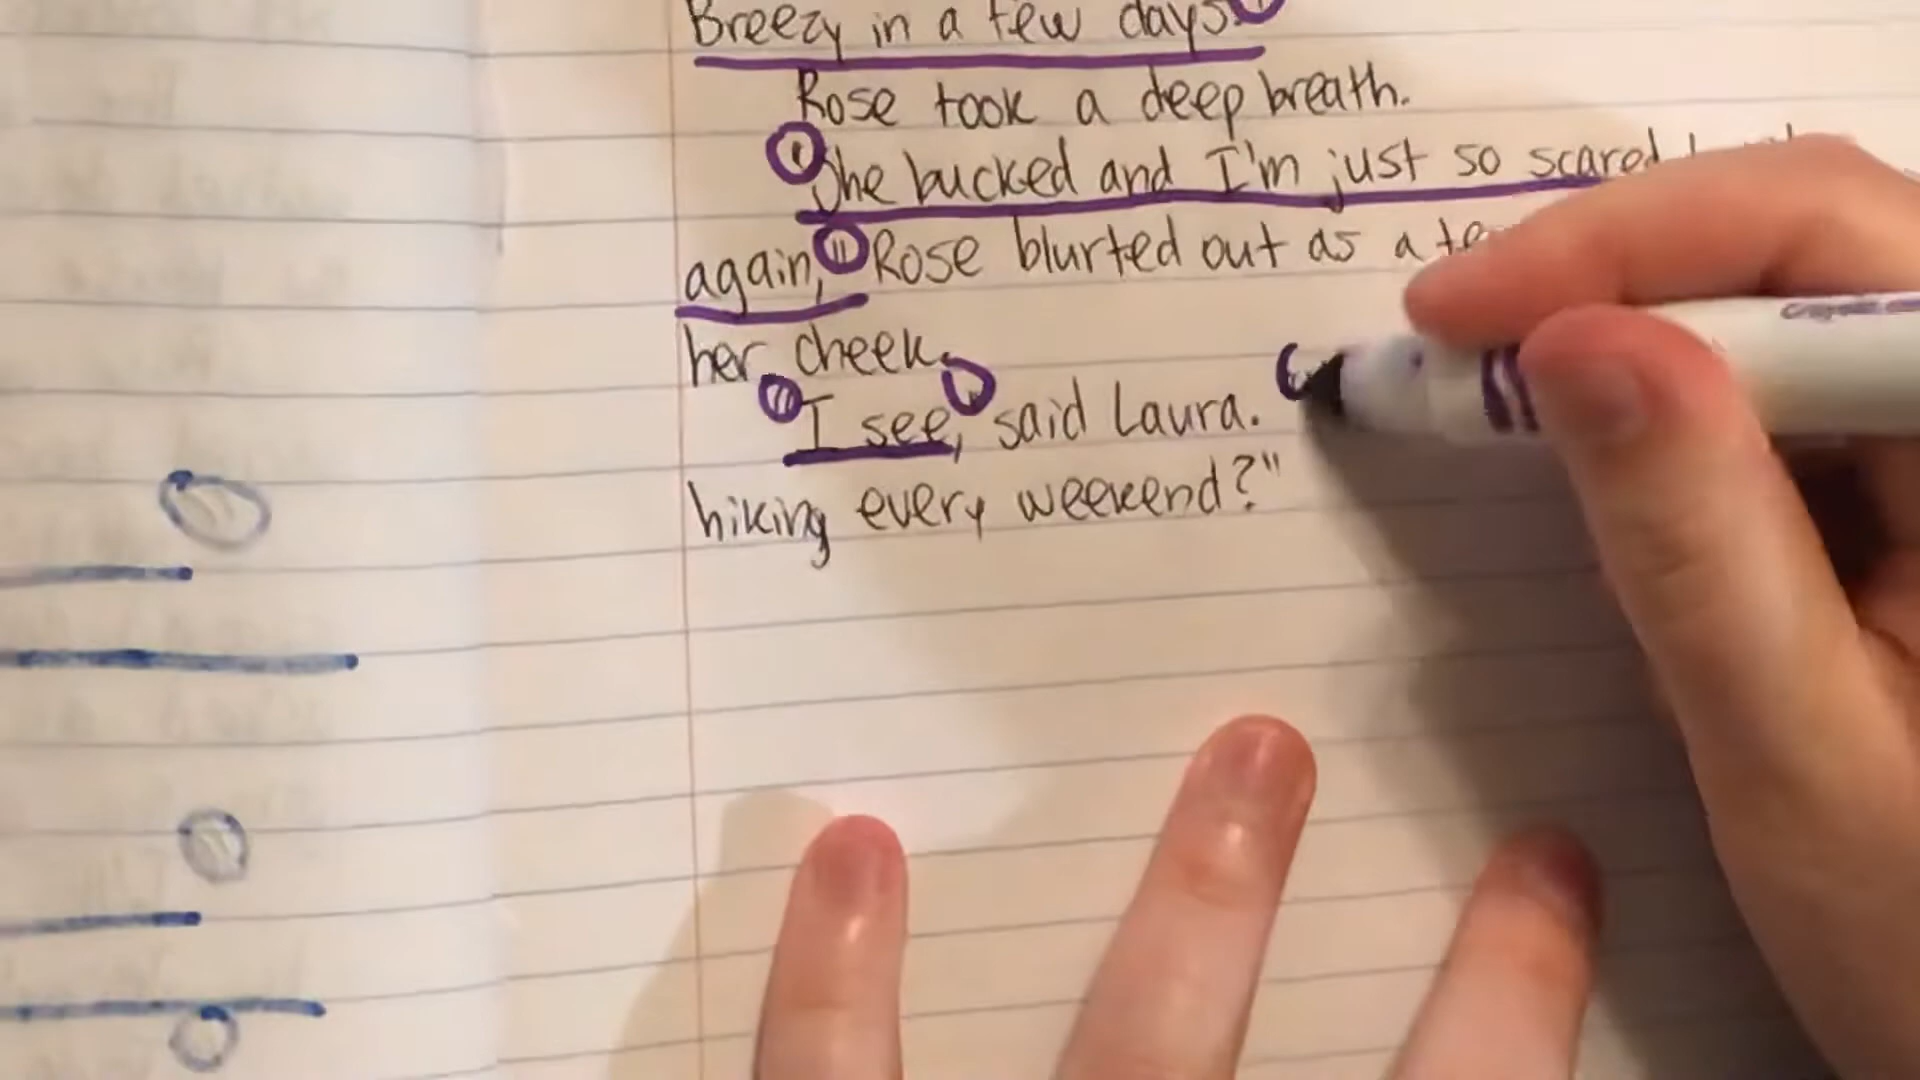 Breezy in a few days."
Rose took a deep breath.
"She bucked and I'm just so scared
again," Rose blurted out as a
her cheek.
"I see," said Laura.
hiking every weekend?"